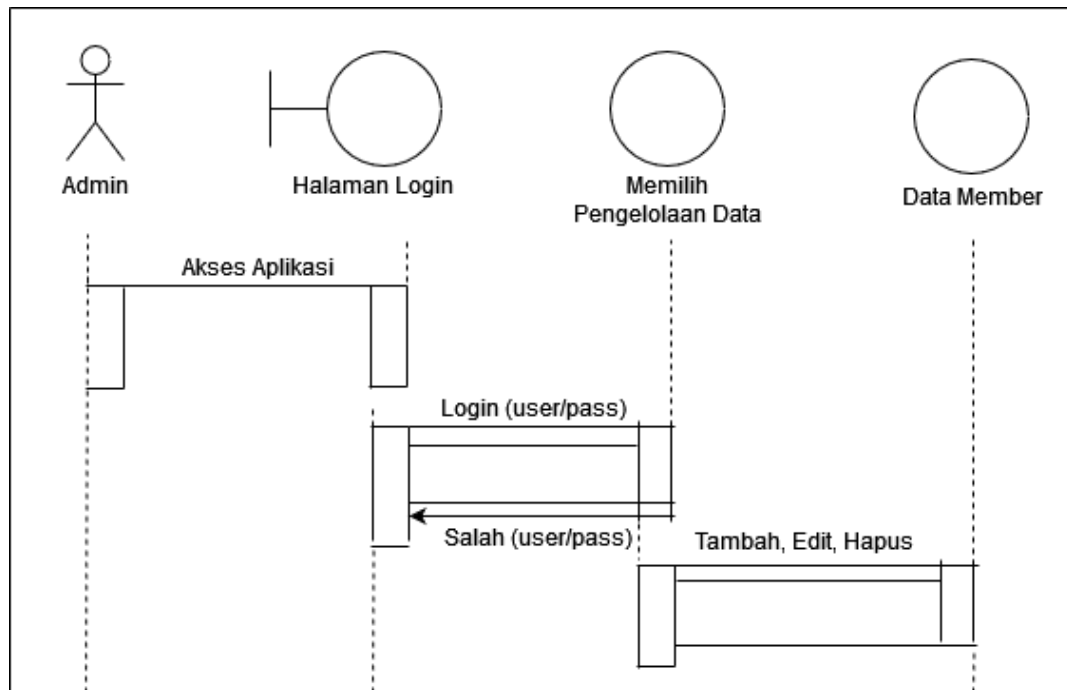 Admin
Halaman Login
Memilih
Pengelolaan Data
Data Member
Akses Aplikasi
Login (user/pass)
Salah (user/pass)
Tambah, Edit, Hapus